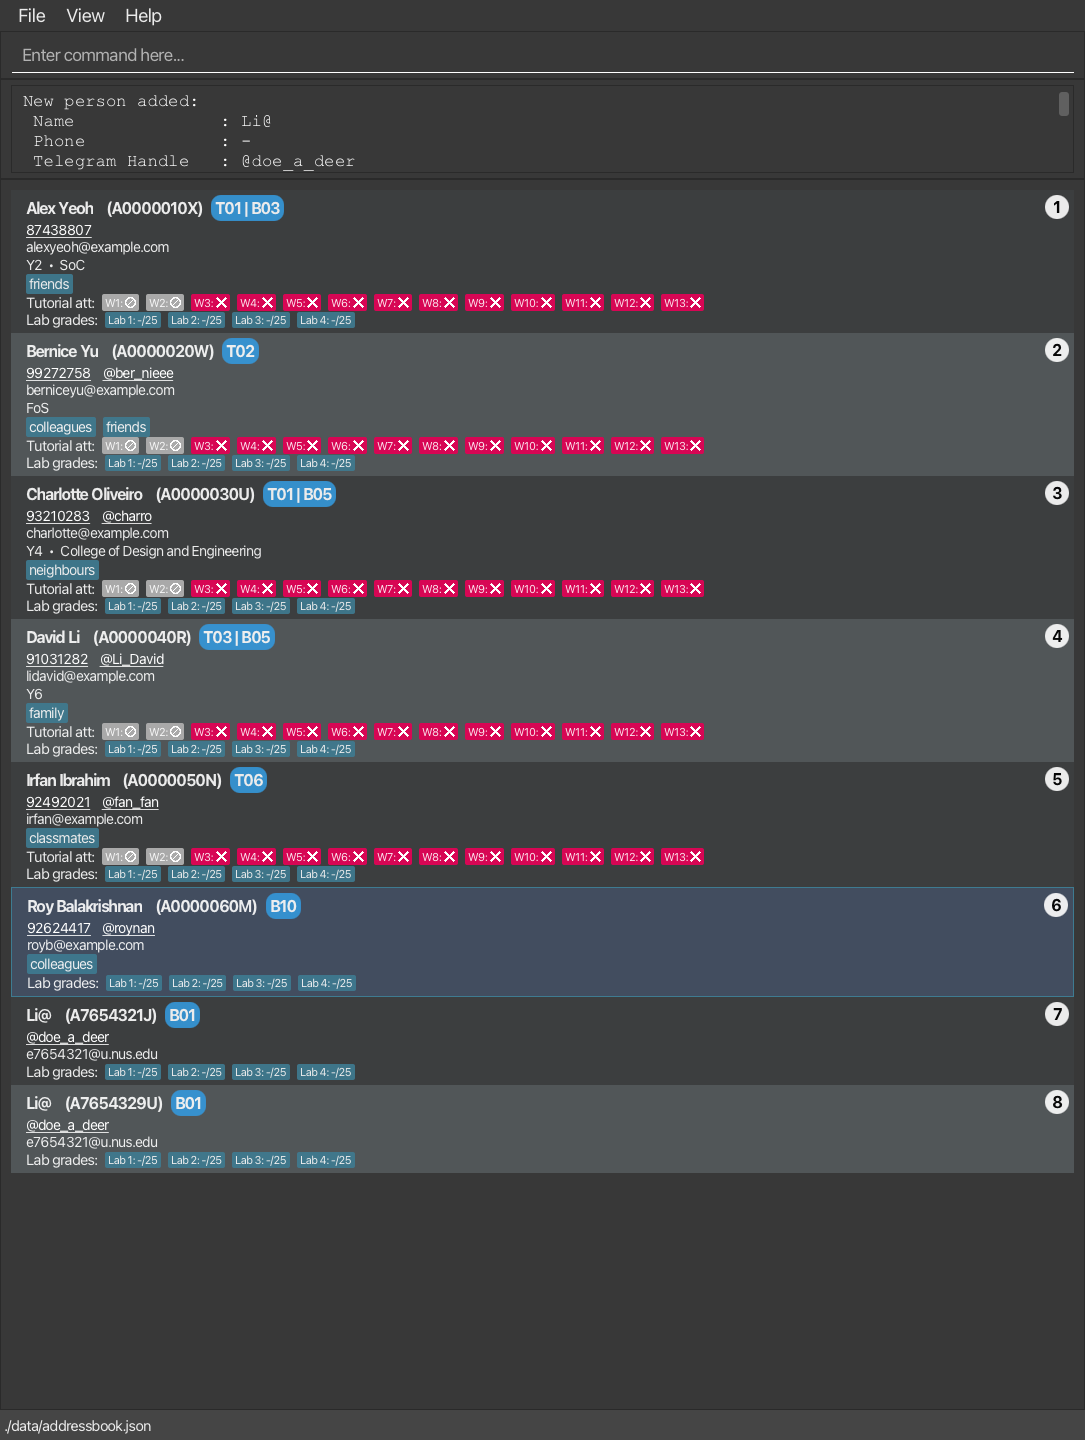 File View Help
Enter command here...
New person added:
Name : Li@
Phone : -
Telegram Handle : @doe_a_deer
Alex Yeoh (A0000010X) T01 | B03 1
87438807
alexyeoh@example.com
Y2 • SoC
friends
Tutorial att: W1: W2: W3: W4: W5: W6: W7: W8: W9: W10: W11: W12: W13:
Lab grades: Lab 1: -/25 Lab 2: -/25 Lab 3: -/25 Lab 4: -/25
Bernice Yu (A0000020W) T02 2
99272758 @ber_nieee
berniceyu@example.com
FoS
colleagues friends
Tutorial att: W1: W2: W3: W4: W5: W6: W7: W8: W9: W10: W11: W12: W13:
Lab grades: Lab 1: -/25 Lab 2: -/25 Lab 3: -/25 Lab 4: -/25
Charlotte Oliveiro (A0000030U) T01 | B05 3
93210283 @charro
charlotte@example.com
Y4 • College of Design and Engineering
neighbours
Tutorial att: W1: W2: W3: W4: W5: W6: W7: W8: W9: W10: W11: W12: W13:
Lab grades: Lab 1: -/25 Lab 2: -/25 Lab 3: -/25 Lab 4: -/25
David Li (A0000040R) T03 | B05 4
91031282 @Li_David
lidavid@example.com
Y6
family
Tutorial att: W1: W2: W3: W4: W5: W6: W7: W8: W9: W10: W11: W12: W13:
Lab grades: Lab 1: -/25 Lab 2: -/25 Lab 3: -/25 Lab 4: -/25
Irfan Ibrahim (A0000050N) T06 5
92492021 @fan_fan
irfan@example.com
classmates
Tutorial att: W1: W2: W3: W4: W5: W6: W7: W8: W9: W10: W11: W12: W13:
Lab grades: Lab 1: -/25 Lab 2: -/25 Lab 3: -/25 Lab 4: -/25
Roy Balakrishnan (A0000060M) B10 6
92624417 @roynan
royb@example.com
colleagues
Lab grades: Lab 1: -/25 Lab 2: -/25 Lab 3: -/25 Lab 4: -/25
Li@ (A7654321J) B01 7
@doe_a_deer
e7654321@u.nus.edu
Lab grades: Lab 1: -/25 Lab 2: -/25 Lab 3: -/25 Lab 4: -/25
Li@ (A7654329U) B01 8
@doe_a_deer
e7654321@u.nus.edu
Lab grades: Lab 1: -/25 Lab 2: -/25 Lab 3: -/25 Lab 4: -/25
./data/addressbook.json